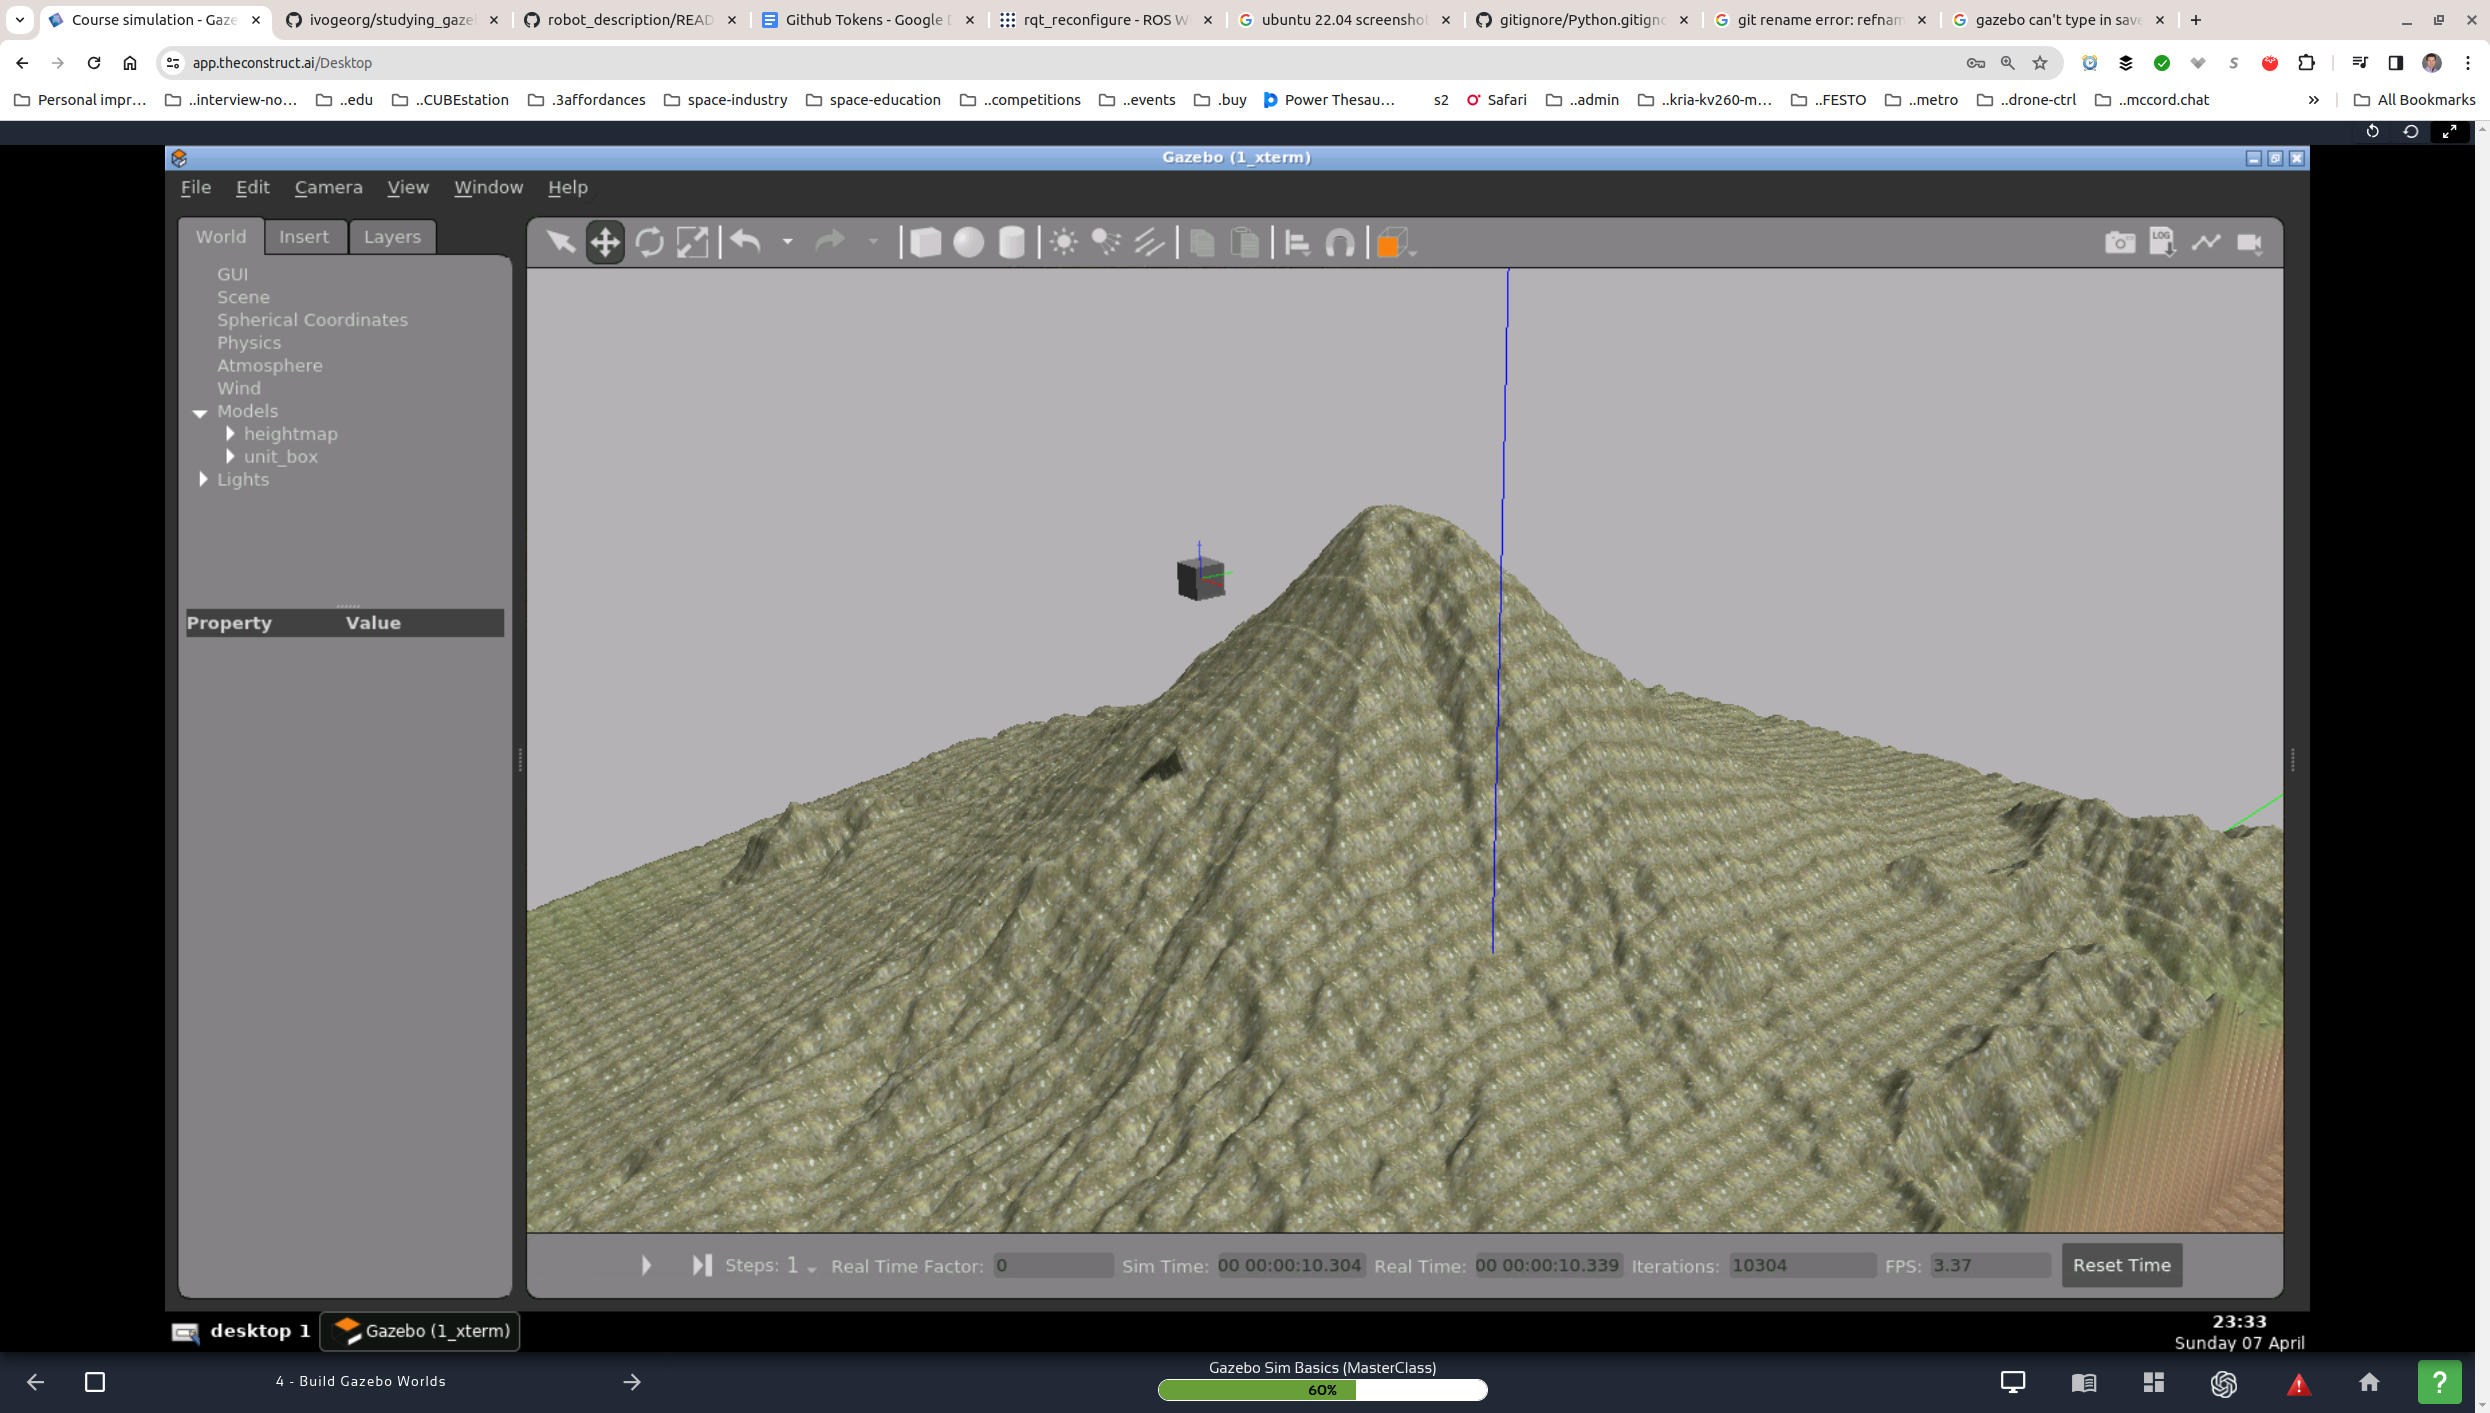 Course simulation - Gaze
ivogeorg/studying_gaze
robot_description/READ
Github Tokens - Google D
rqt_reconfigure - ROS W
ubuntu 22.04 screenshot
gitignore/Python.gitigno
git rename error: refnam
gazebo can't type in save
app.theconstruct.ai/Desktop
Personal impr...
..interview-no...
..edu
..CUBEstation
.3affordances
space-industry
space-education
..competitions
..events
.buy
Power Thesau...
s2
Safari
..admin
..kria-kv260-m...
..FESTO
..metro
..drone-ctrl
..mccord.chat
All Bookmarks
Gazebo (1_xterm)
File Edit Camera View Window Help
World Insert Layers
LOG
GUI
Scene
Spherical Coordinates
Physics
Atmosphere
Wind
Models
heightmap
unit_box
Lights
Property Value
Steps: 1 Real Time Factor: 0 Sim Time: 00 00:00:10.304 Real Time: 00 00:00:10.339 Iterations: 10304 FPS: 3.37 Reset Time
desktop 1 Gazebo (1_xterm)
23:33
Sunday 07 April
4 - Build Gazebo Worlds
Gazebo Sim Basics (MasterClass)
60%
?